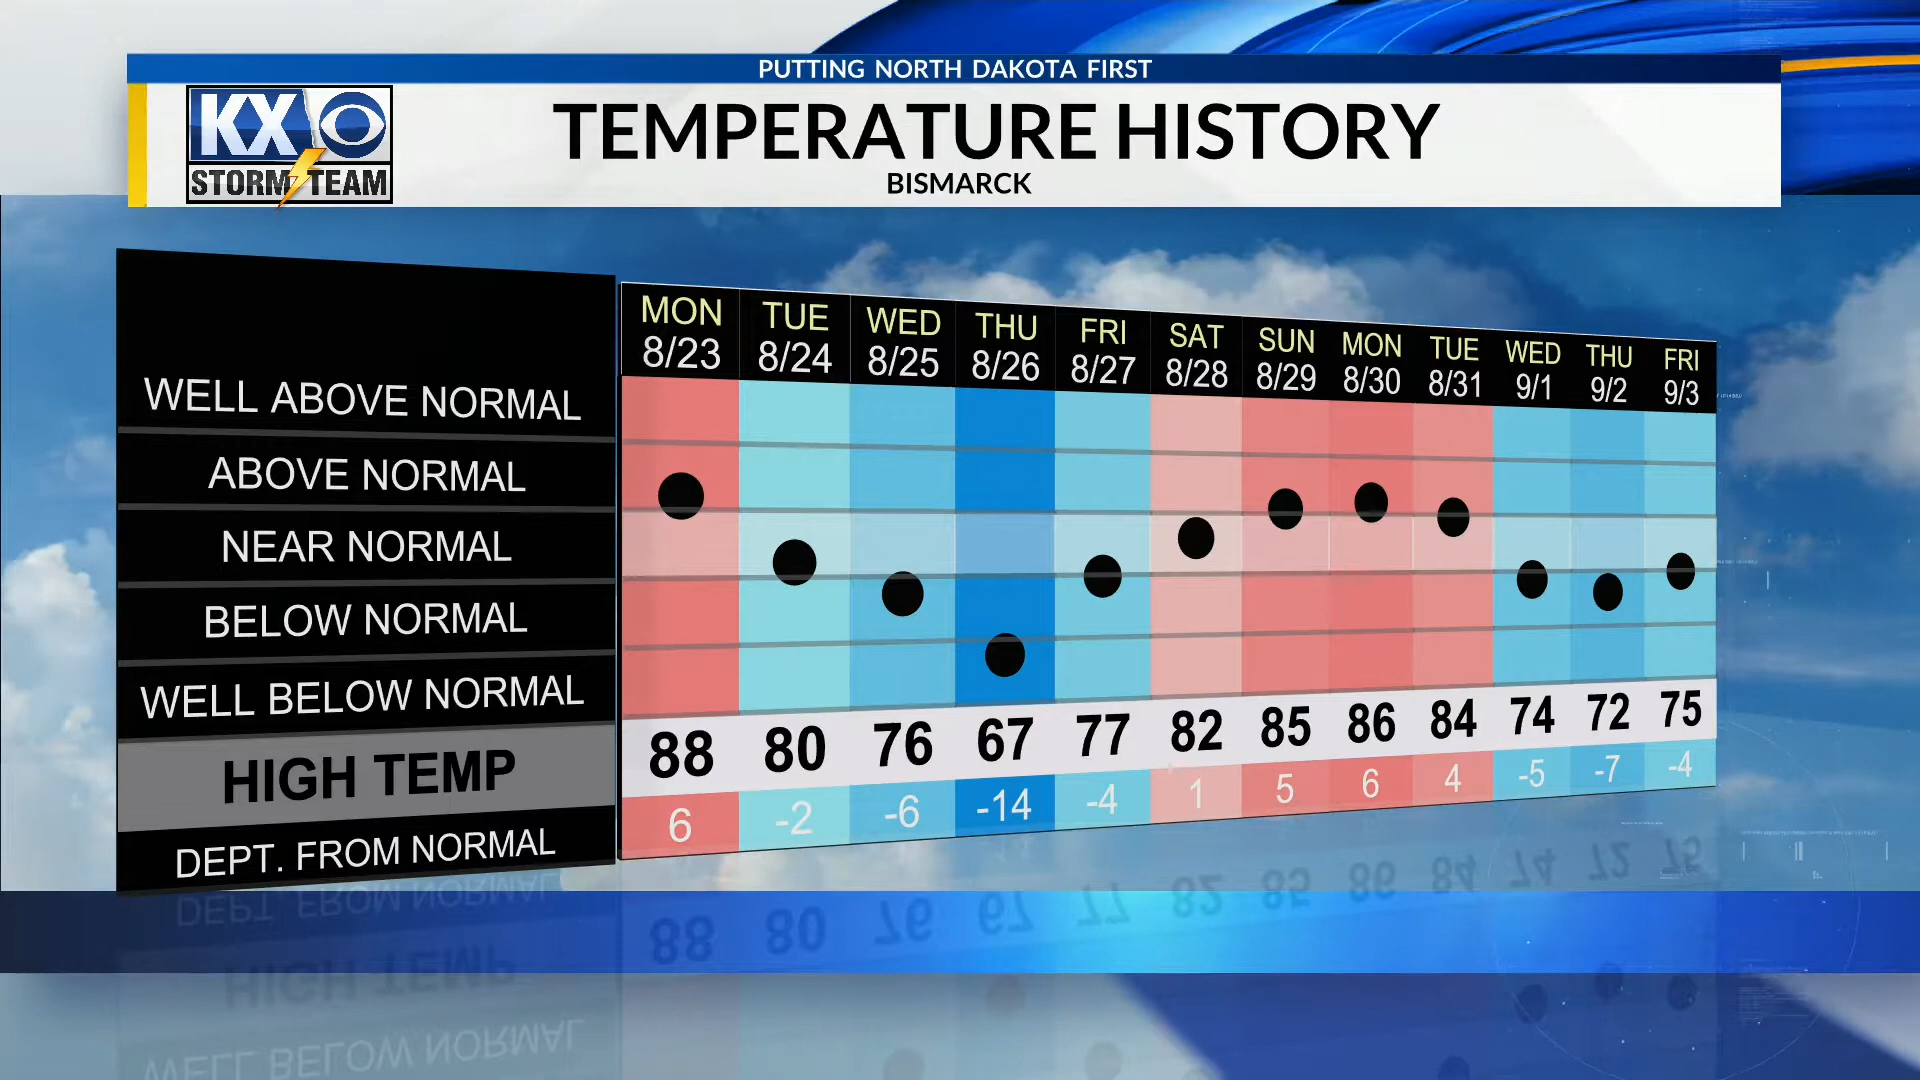 PUTTING NORTH DAKOTA FIRST
KX
STORM TEAM
TEMPERATURE HISTORY
BISMARCK
MON TUE WED THU FRI SAT SUN MON TUE WED THU FRI
8/23 8/24 8/25 8/26 8/27 8/28 8/29 8/30 8/31 9/1 9/2 9/3
WELL ABOVE NORMAL
ABOVE NORMAL
NEAR NORMAL
BELOW NORMAL
WELL BELOW NORMAL
HIGH TEMP 88 80 76 67 77 82 85 86 84 74 72 75
DEPT. FROM NORMAL 6 -2 -6 -14 -4 1 5 6 4 -5 -7 -4